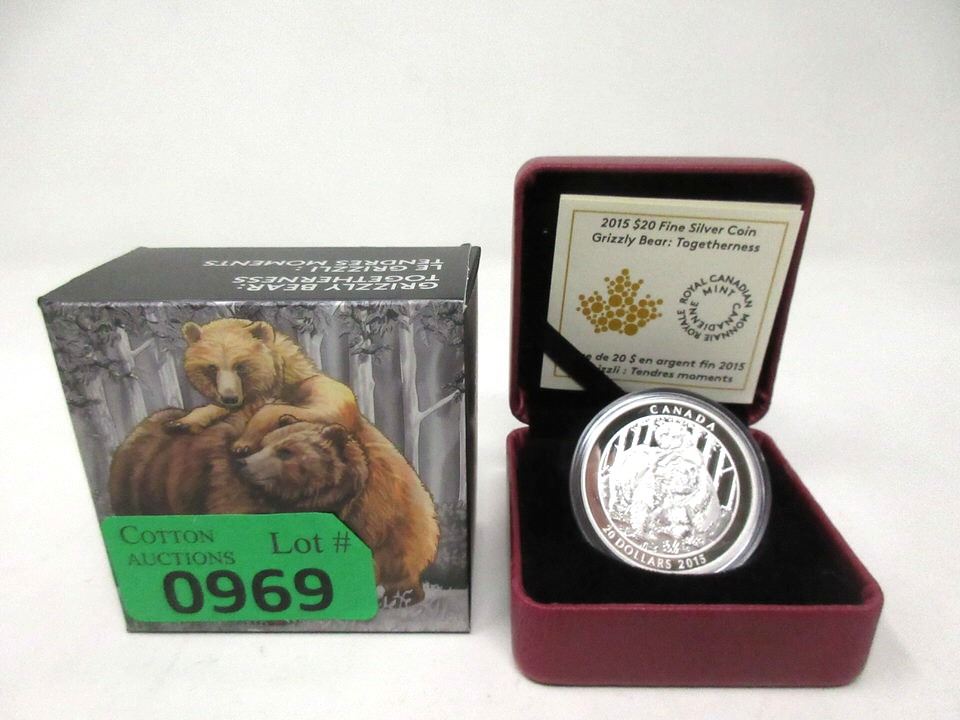 GRIZZLY BEAR:
TOGETHERNESS
LE GRIZZLI :
TENDRES MOMENTS
COTTON
AUCTIONS
Lot #
0969
2015 $20 Fine Silver Coin
Grizzly Bear: Togetherness
ROYAL CANADIAN MINT
MONNAIE ROYALE CANADIENNE
de 20 $ en argent fin 2015
: Tendres moments
CANADA
20 DOLLARS 2015